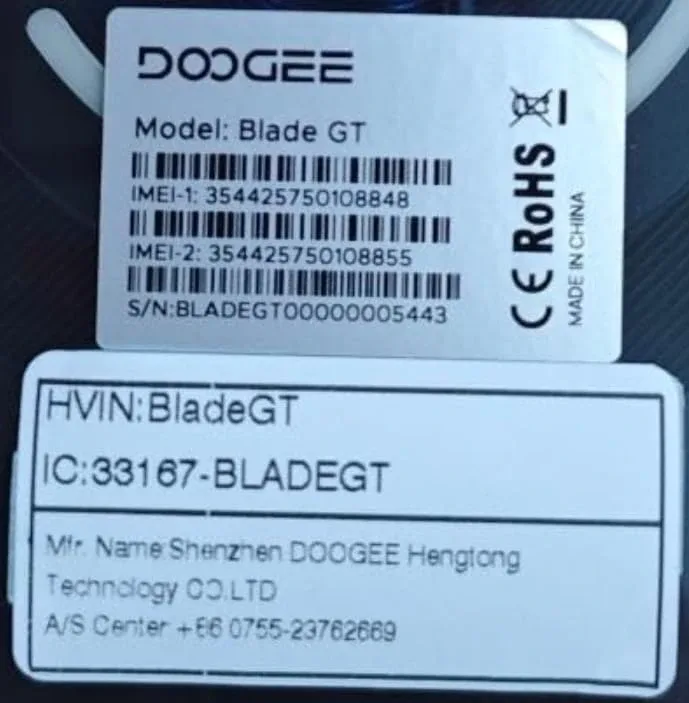 DOOGEE
Model: Blade GT
IMEI-1: 354425750108848
IMEI-2: 354425750108855
S/N:BLADEGT00000005443
CE RoHS
MADE IN CHINA
HVIN:BladeGT
IC:33167-BLADEGT
Mfr. Name:Shenzhen DOOGEE Hengtong
Technology CO.LTD
A/S Center +86 0755-23762669